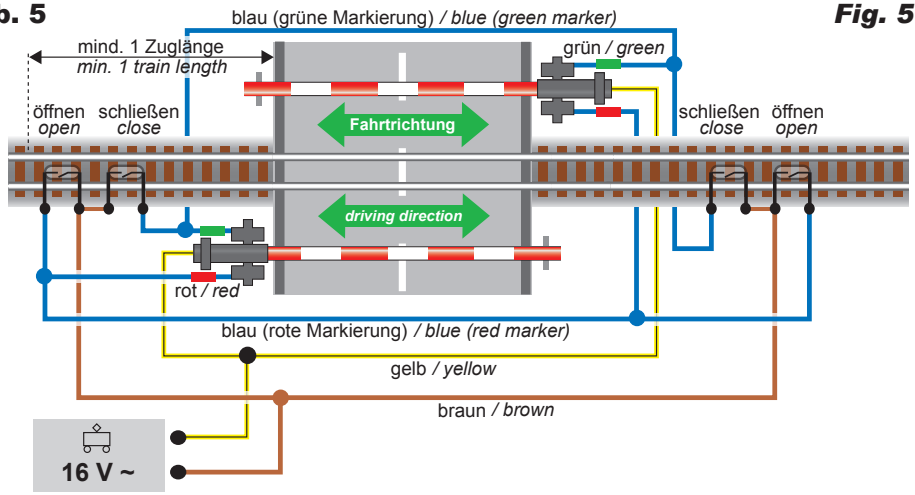 b. 5
Fig. 5
blau (grüne Markierung) / blue (green marker)
mind. 1 Zuglänge
min. 1 train length
grün / green
öffnen
open
schließen
close
Fahrtrichtung
schließen
close
öffnen
open
driving direction
rot / red
blau (rote Markierung) / blue (red marker)
gelb / yellow
braun / brown
16 V ~